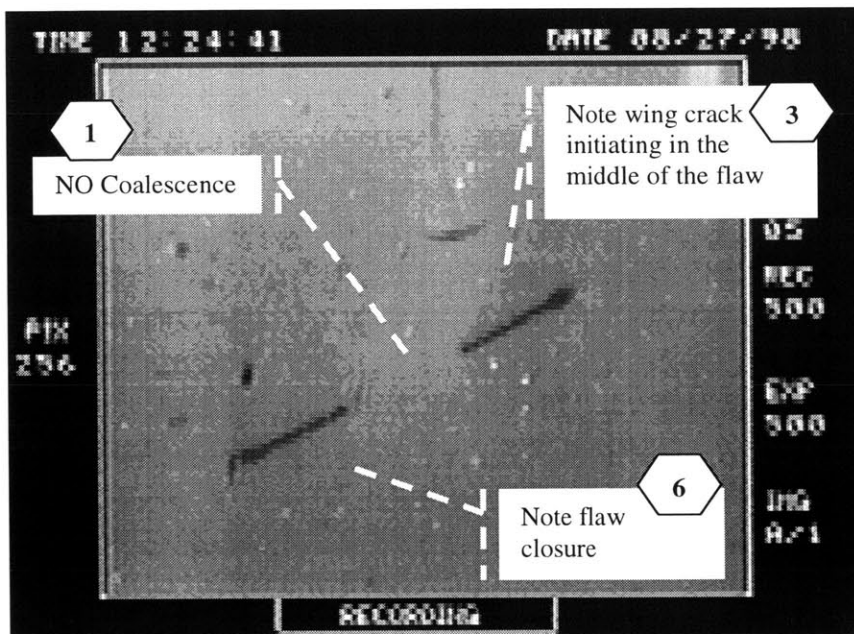 TIME 12:24:41
DATE 08/27/98
1
NO Coalescence
3
Note wing crack
initiating in the
middle of the flaw
05
REC
500
PIX
256
EXP
500
6
Note flaw
closure
IMG
A/1
RECORDING